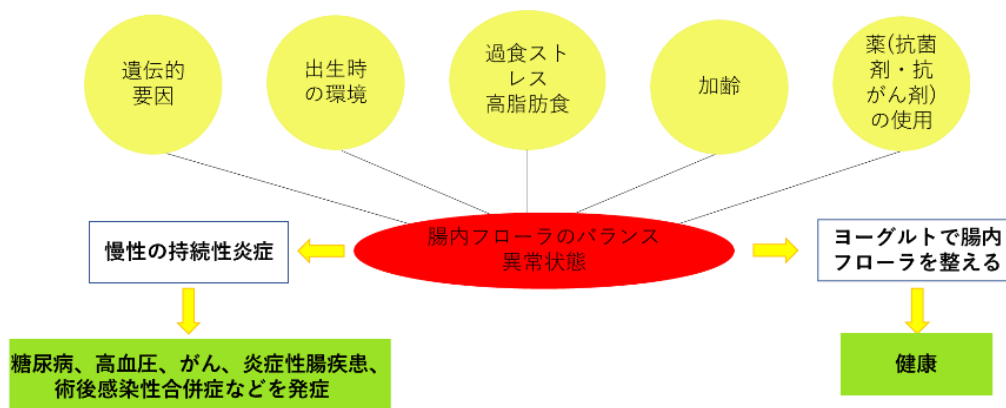 遺伝的
要因
出生時
の環境
過食スト
レス
高脂肪食
加齢
薬(抗菌
剤・抗
がん剤)
の使用
腸内フローラのバランス
異常状態
慢性の持続性炎症
ヨーグルトで腸内
フローラを整える
糖尿病、高血圧、がん、炎症性腸疾患、
術後感染性合併症などを発症
健康